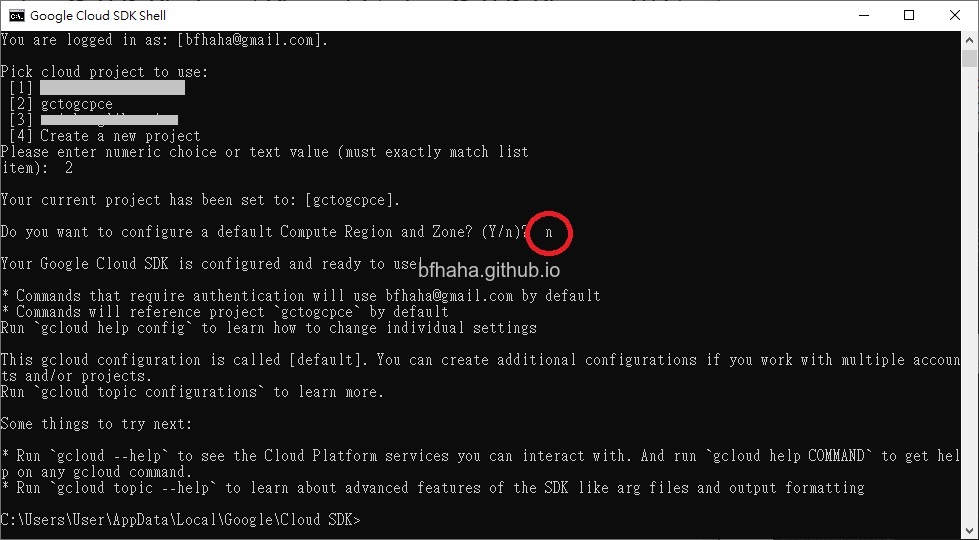 Google Cloud SDK Shell
You are logged in as: [bfhaha@gmail.com].
Pick cloud project to use:
[1]
[2] gctogcpce
[3]
[4] Create a new project
Please enter numeric choice or text value (must exactly match list
item):  2
Your current project has been set to: [gctogcpce].
Do you want to configure a default Compute Region and Zone? (Y/n)?  n
Your Google Cloud SDK is configured and ready to use
bfhaha.github.io
* Commands that require authentication will use bfhaha@gmail.com by default
* Commands will reference project `gctogcpce` by default
Run `gcloud help config` to learn how to change individual settings
This gcloud configuration is called [default]. You can create additional configurations if you work with multiple accoun
ts and/or projects.
Run `gcloud topic configurations` to learn more.
Some things to try next:
* Run `gcloud --help` to see the Cloud Platform services you can interact with. And run `gcloud help COMMAND` to get hel
p on any gcloud command.
* Run `gcloud topic --help` to learn about advanced features of the SDK like arg files and output formatting
C:\Users\User\AppData\Local\Google\Cloud SDK>